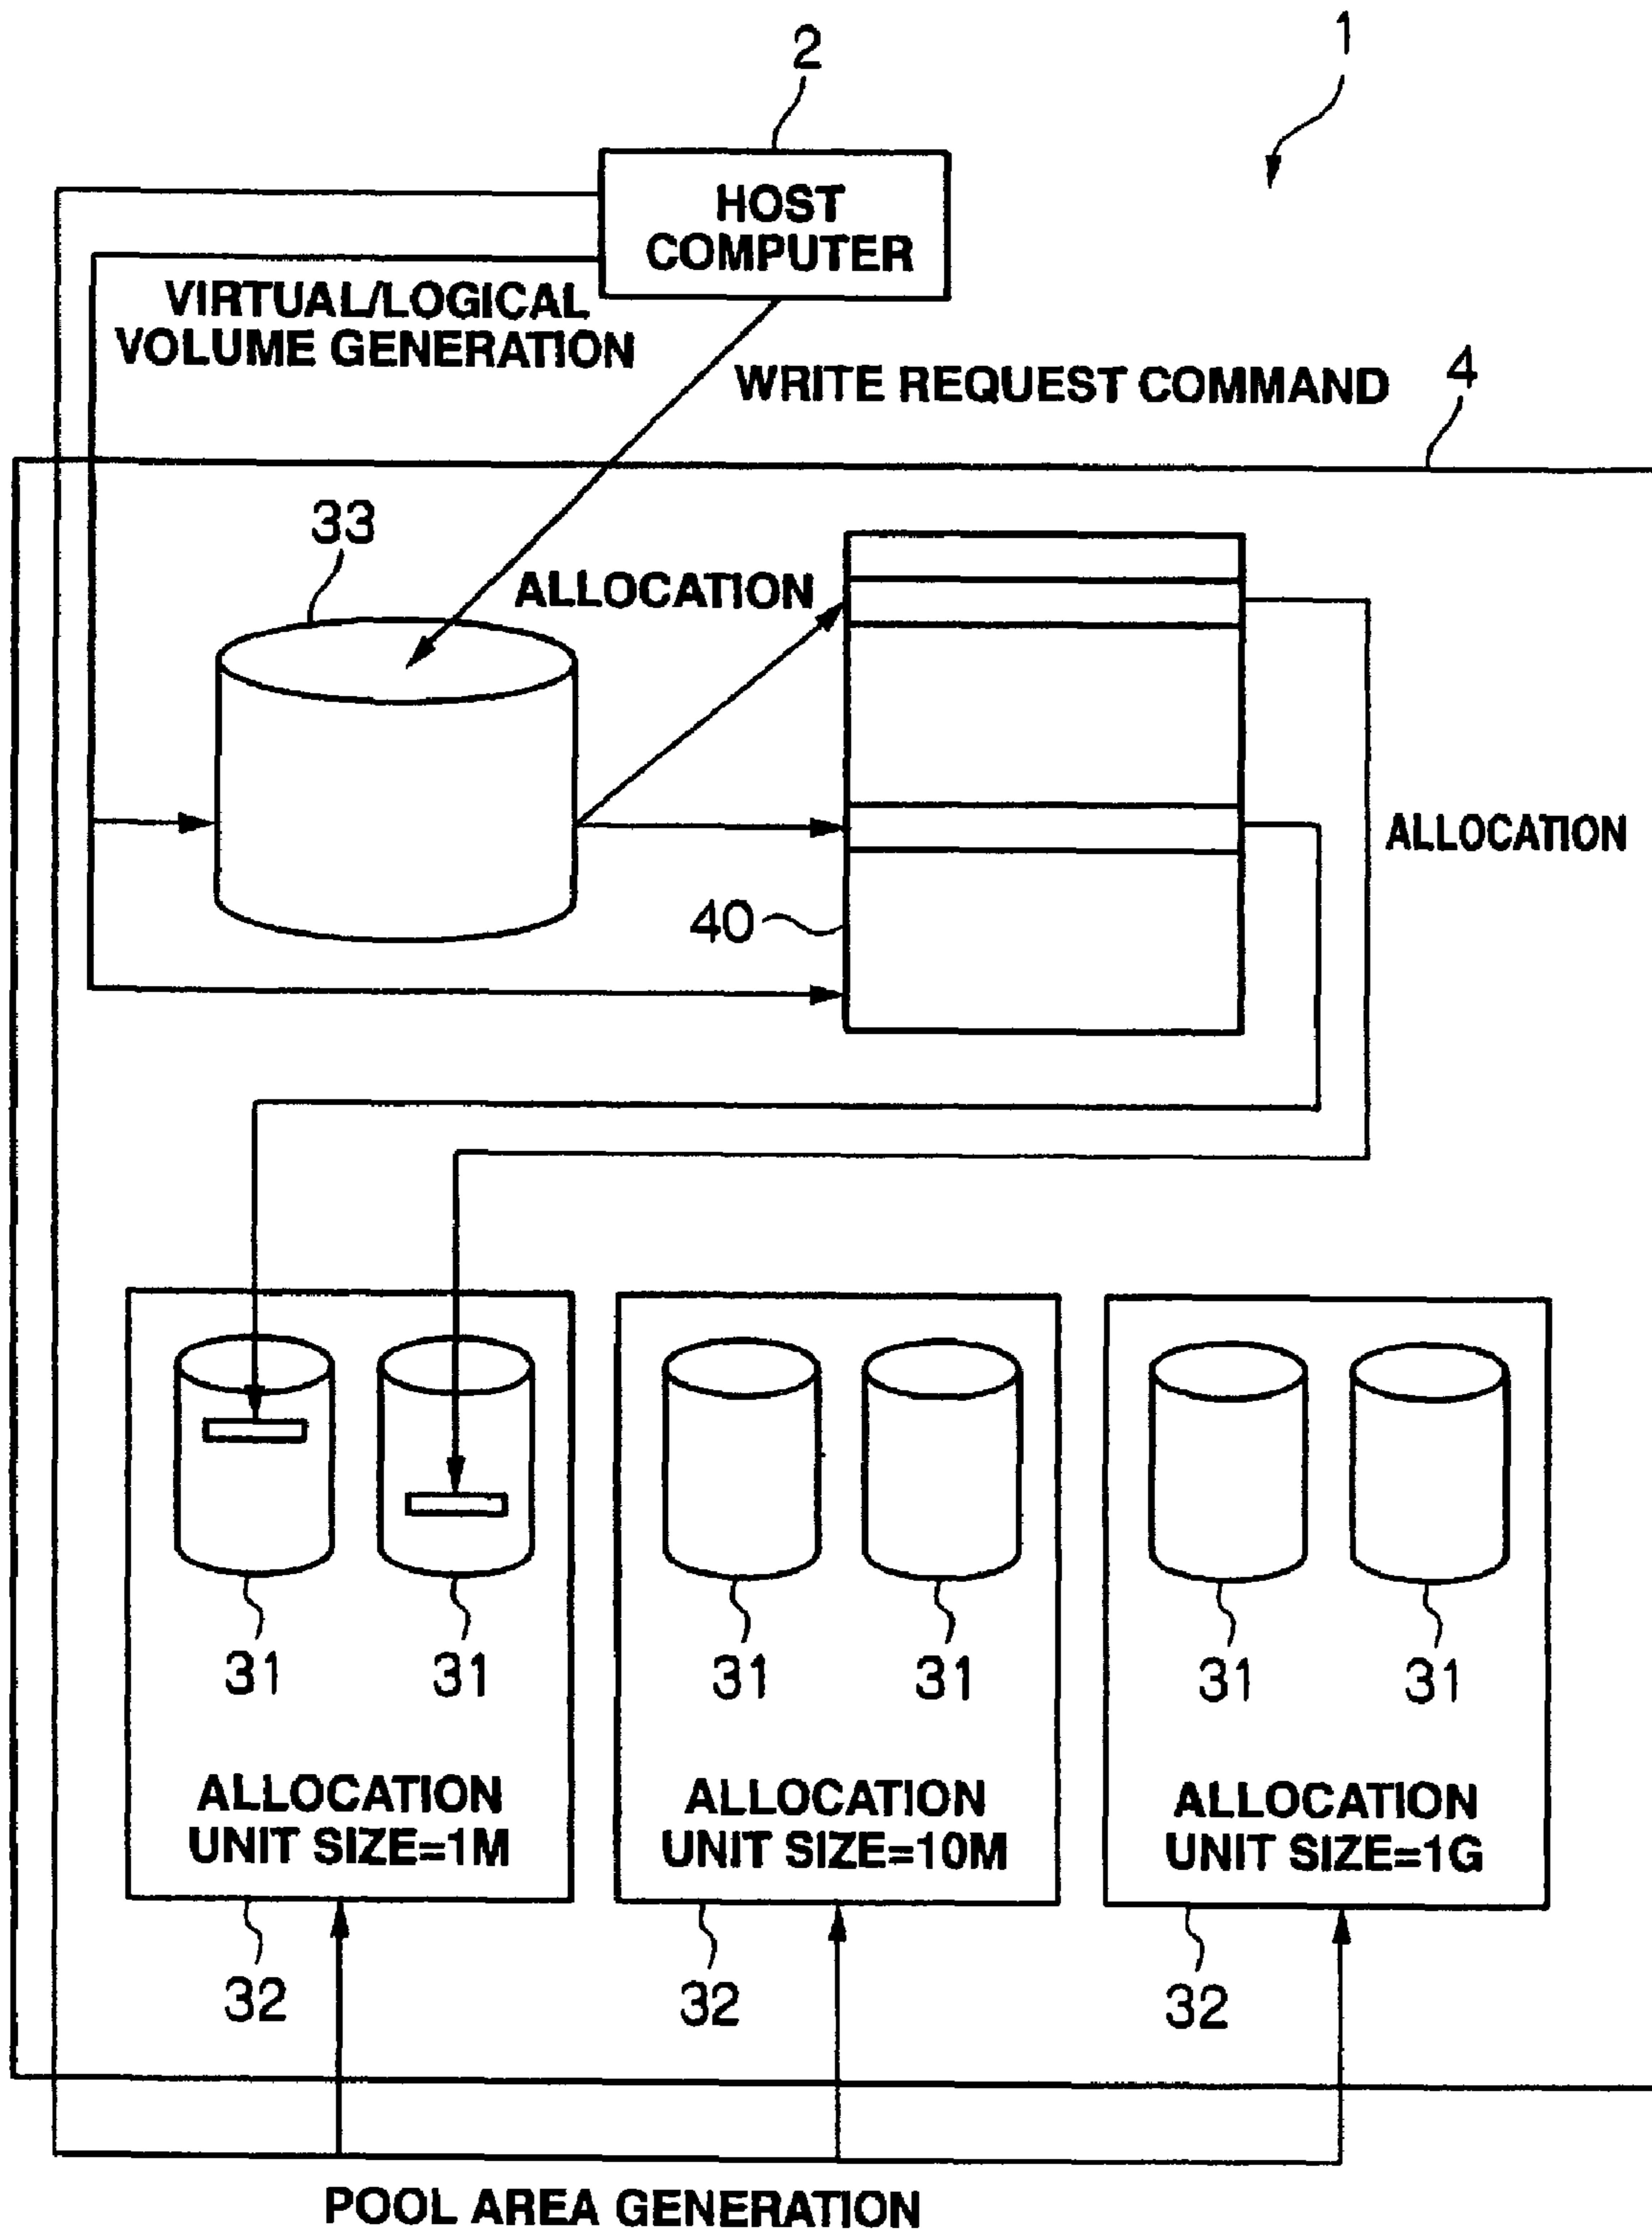 1
2
HOST
COMPUTER
VIRTUAL/LOGICAL
VOLUME GENERATION
WRITE REQUEST COMMAND
4
33
ALLOCATION
ALLOCATION
40
31
31
31
31
31
31
ALLOCATION
UNIT SIZE=1M
ALLOCATION
UNIT SIZE=10M
ALLOCATION
UNIT SIZE=1G
32
32
32
POOL AREA GENERATION